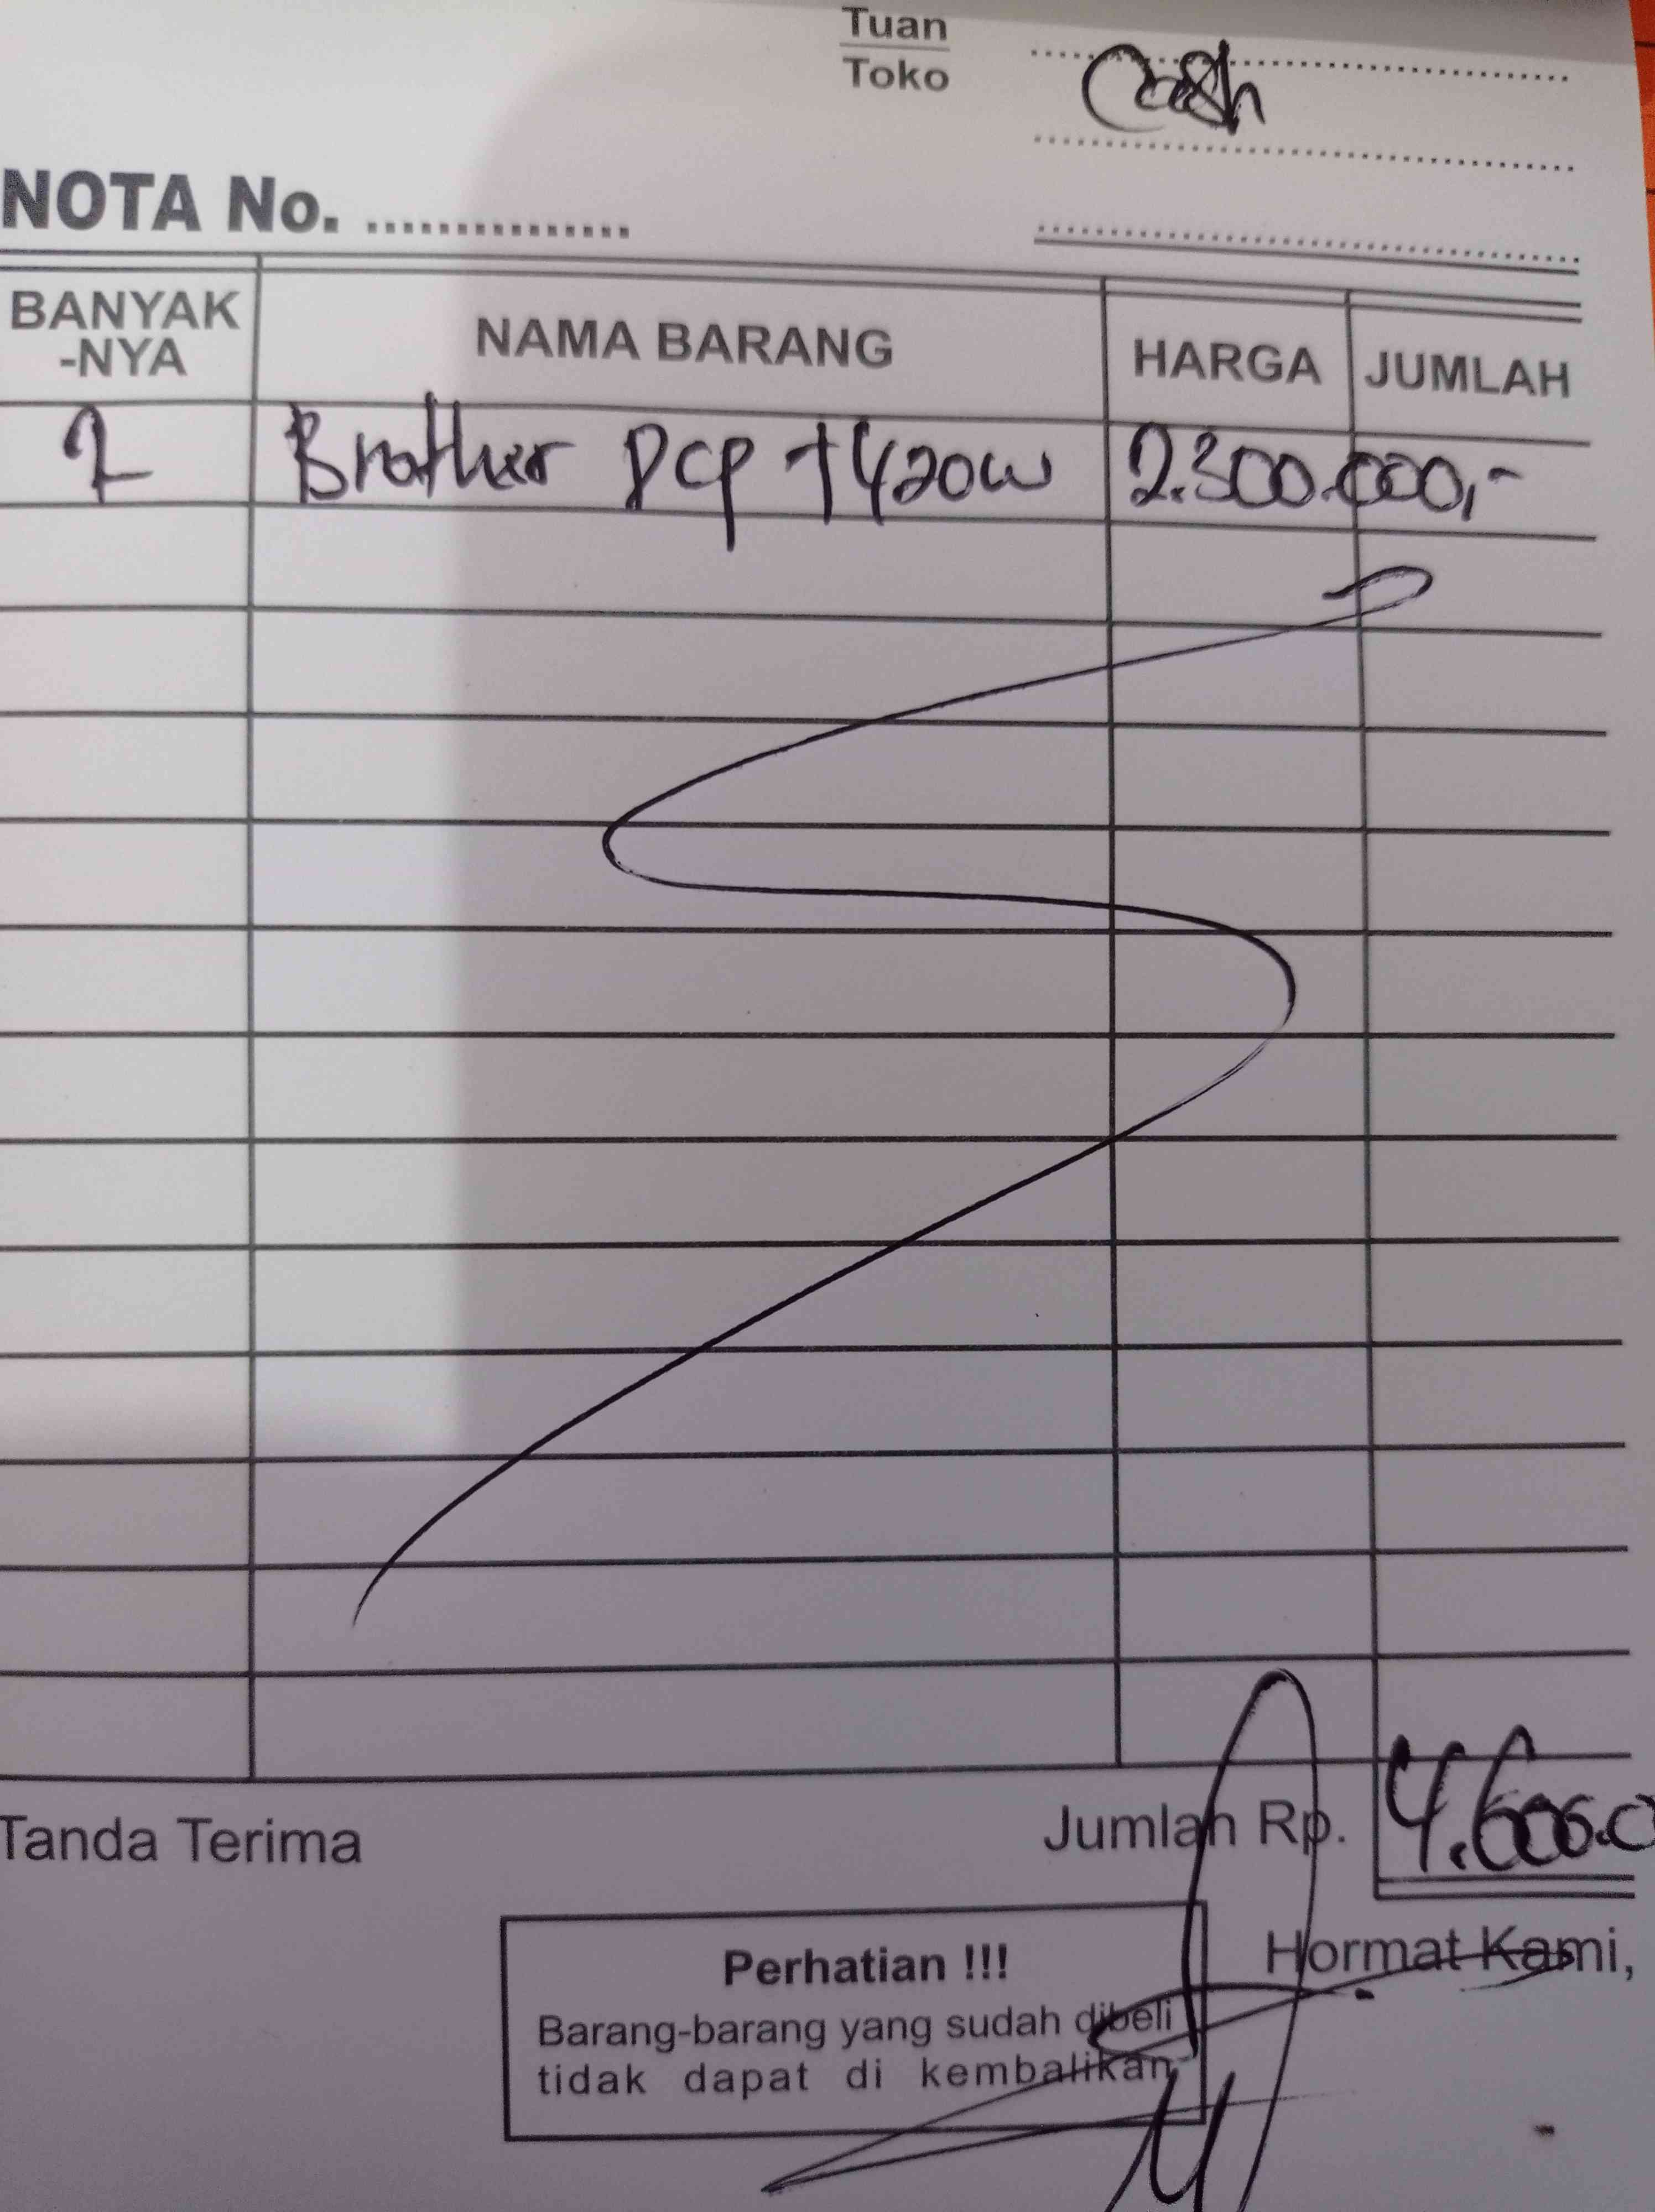 Tuan
Toko
Cash
NOTA No. ...............
BANYAK-NYA NAMA BARANG HARGA JUMLAH
2 Brother DCP T420W 2.300.000,-
Tanda Terima Jumlah Rp. 4.600.0
Hormat Kami,
Perhatian !!!
Barang-barang yang sudah dibeli
tidak dapat di kembalikan